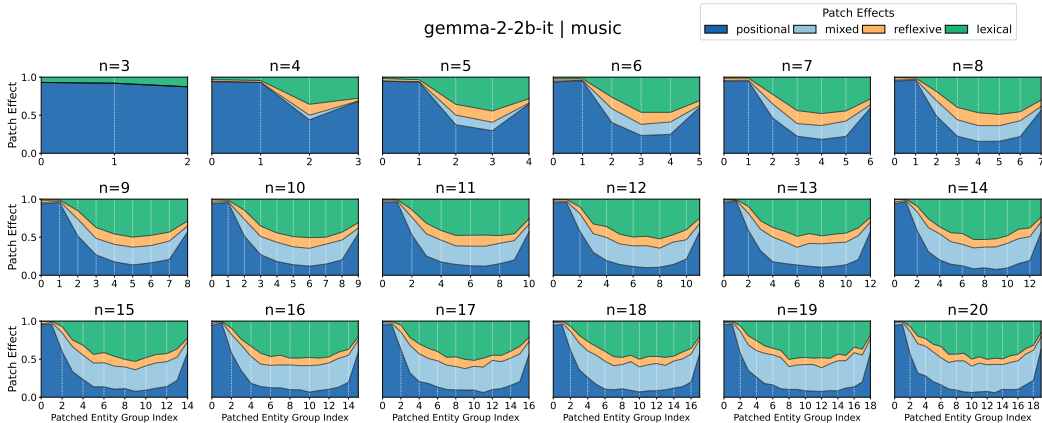 gemma-2-2b-it | music
Patch Effects
positional mixed reflexive lexical
n=3 n=4 n=5 n=6 n=7 n=8
Patch Effect
1.0
0.5
0.0
0 1 2 0 1 2 3 0 1 2 3 4 0 1 2 3 4 5 0 1 2 3 4 5 6 0 1 2 3 4 5 6 7
n=9 n=10 n=11 n=12 n=13 n=14
Patch Effect
1.0
0.5
0.0
0 1 2 3 4 5 6 7 8 0 1 2 3 4 5 6 7 8 9 0 2 4 6 8 10 0 2 4 6 8 10 0 2 4 6 8 10 12 0 2 4 6 8 10 12
n=15 n=16 n=17 n=18 n=19 n=20
Patch Effect
1.0
0.5
0.0
0 2 4 6 8 10 12 14 0 2 4 6 8 10 12 14 0 2 4 6 8 10 12 14 16 0 2 4 6 8 10 12 14 16 0 2 4 6 8 10 12 14 16 18 0 2 4 6 8 10 12 14 16 18
Patched Entity Group Index Patched Entity Group Index Patched Entity Group Index Patched Entity Group Index Patched Entity Group Index Patched Entity Group Index